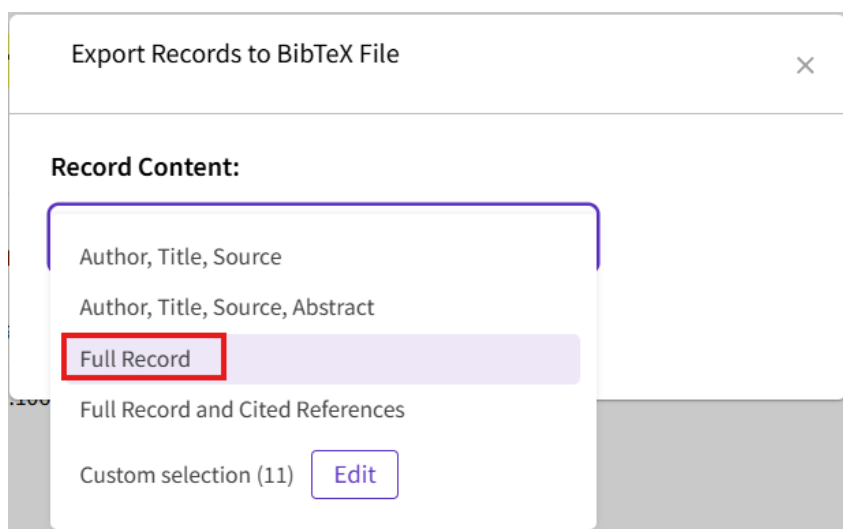 Export Records to BibTeX File
Record Content:
Author, Title, Source
Author, Title, Source, Abstract
Full Record
Full Record and Cited References
Custom selection (11) Edit